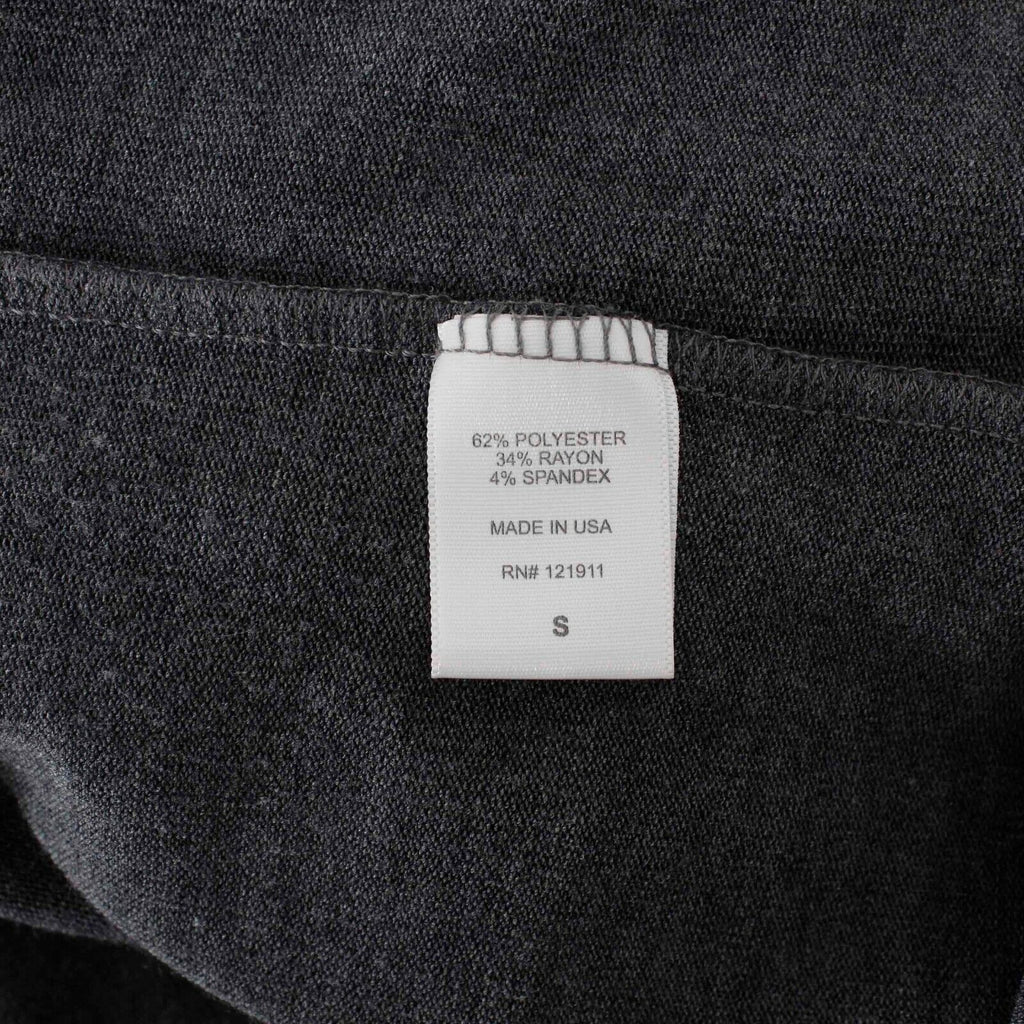 62% POLYESTER
34% RAYON
4% SPANDEX
MADE IN USA
RN# 121911
S